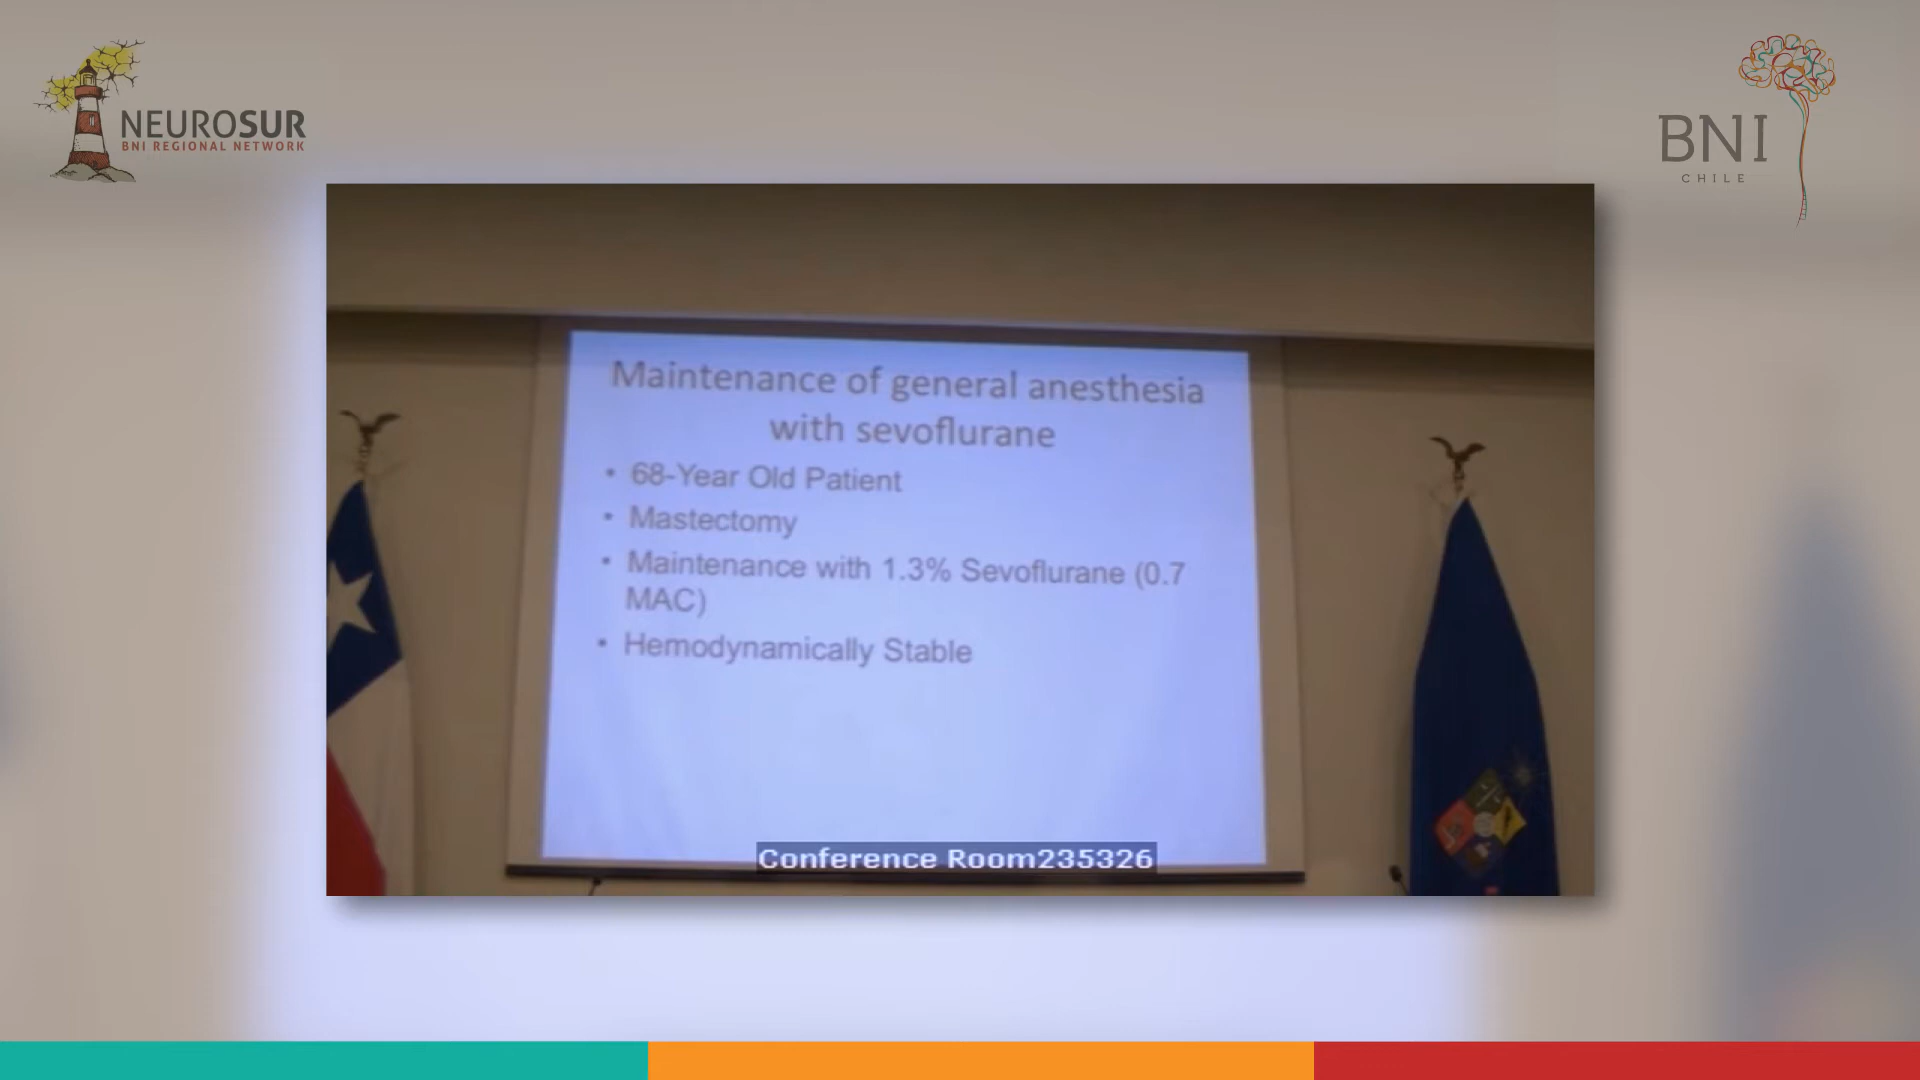 NEUROSUR
BNI REGIONAL NETWORK
BNI
CHILE
Maintenance of general anesthesia
with sevoflurane
• 68-Year Old Patient
• Mastectomy
• Maintenance with 1.3% Sevoflurane (0.7
MAC)
• Hemodynamically Stable
Conference Room235326